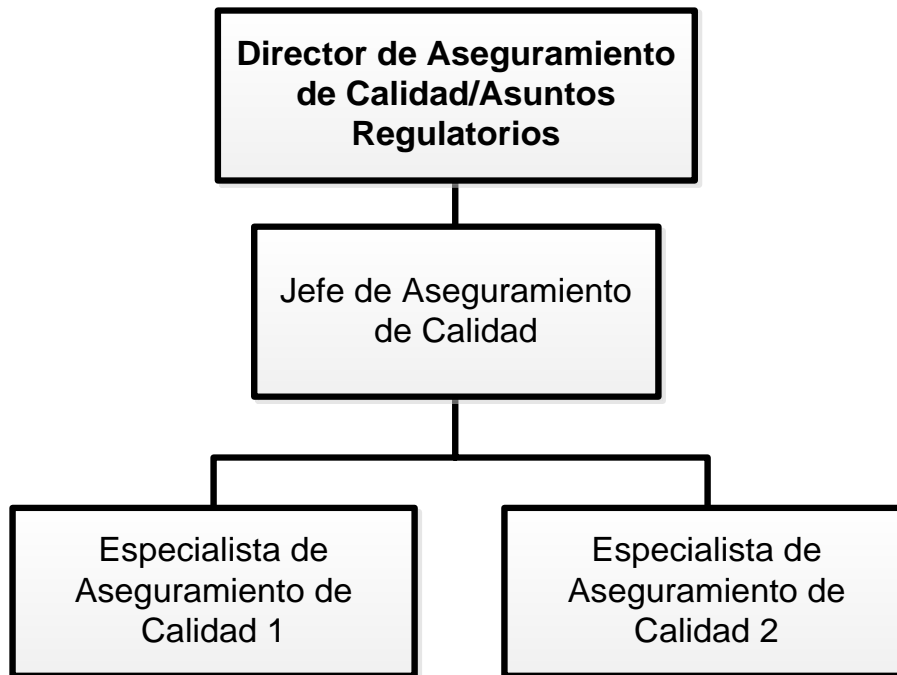 Director de Aseguramiento
de Calidad/Asuntos
Regulatorios
Jefe de Aseguramiento
de Calidad
Especialista de
Aseguramiento de
Calidad 1
Especialista de
Aseguramiento de
Calidad 2